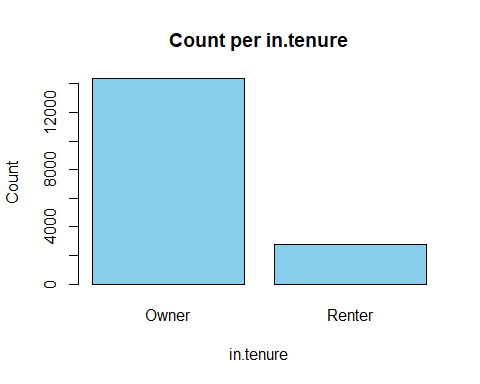 Count per in.tenure
Count
12000
8000
4000
0
Owner
Renter
in.tenure